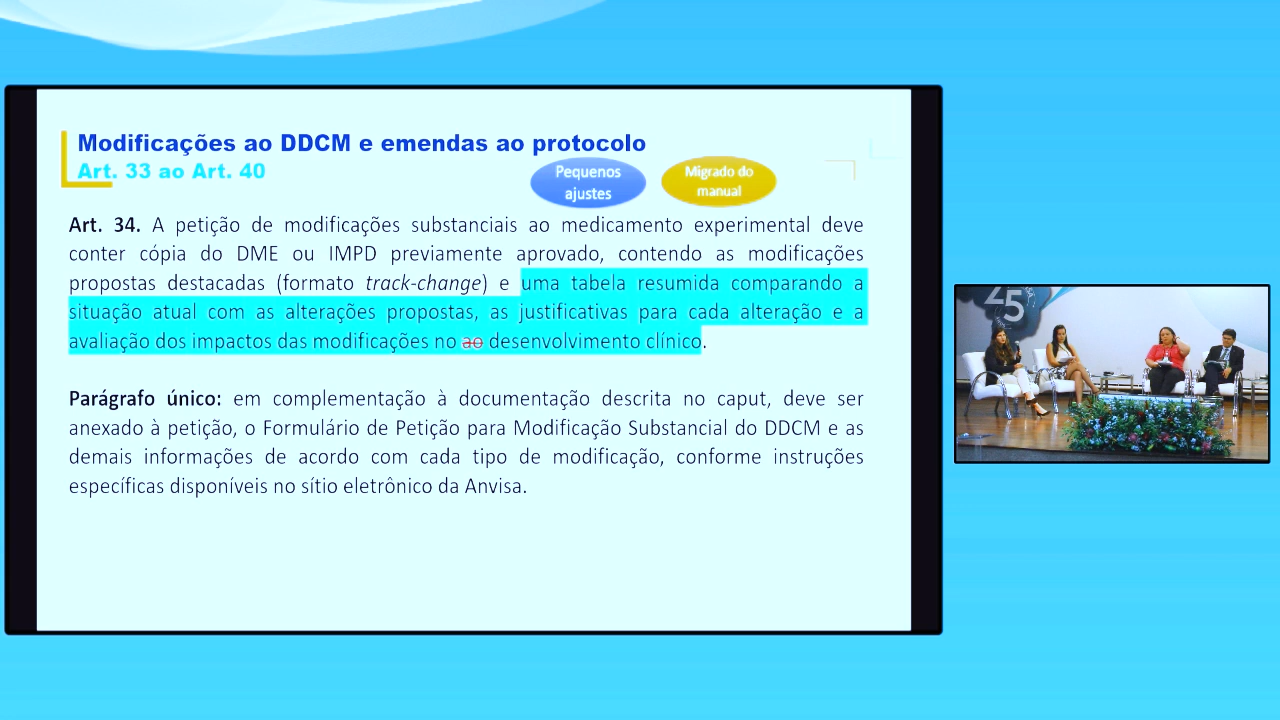 Modificações ao DDCM e emendas ao protocolo
Art. 33 ao Art. 40
Pequenos
ajustes
Migrado do
manual
Art. 34. A petição de modificações substanciais ao medicamento experimental deve
conter cópia do DME ou IMPD previamente aprovado, contendo as modificações
propostas destacadas (formato track-change) e uma tabela resumida comparando a
situação atual com as alterações propostas, as justificativas para cada alteração e a
avaliação dos impactos das modificações no ao desenvolvimento clínico.
Parágrafo único: em complementação à documentação descrita no caput, deve ser
anexado à petição, o Formulário de Petição para Modificação Substancial do DDCM e as
demais informações de acordo com cada tipo de modificação, conforme instruções
específicas disponíveis no sítio eletrônico da Anvisa.
25